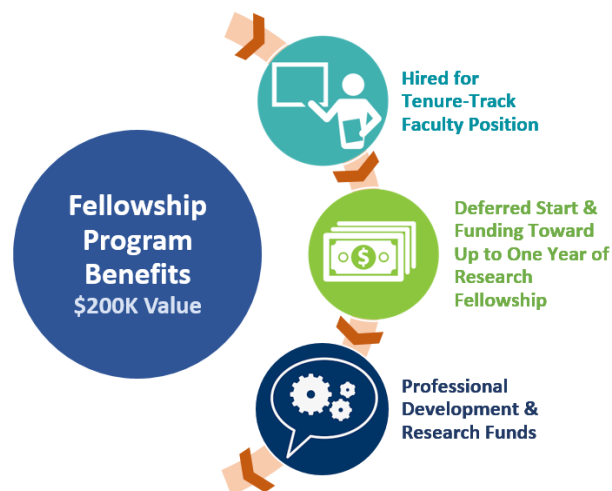 Fellowship
Program
Benefits
$200K Value
Hired for
Tenure-Track
Faculty Position
$
Deferred Start &
Funding Toward
Up to One Year of
Research
Fellowship
Professional
Development &
Research Funds